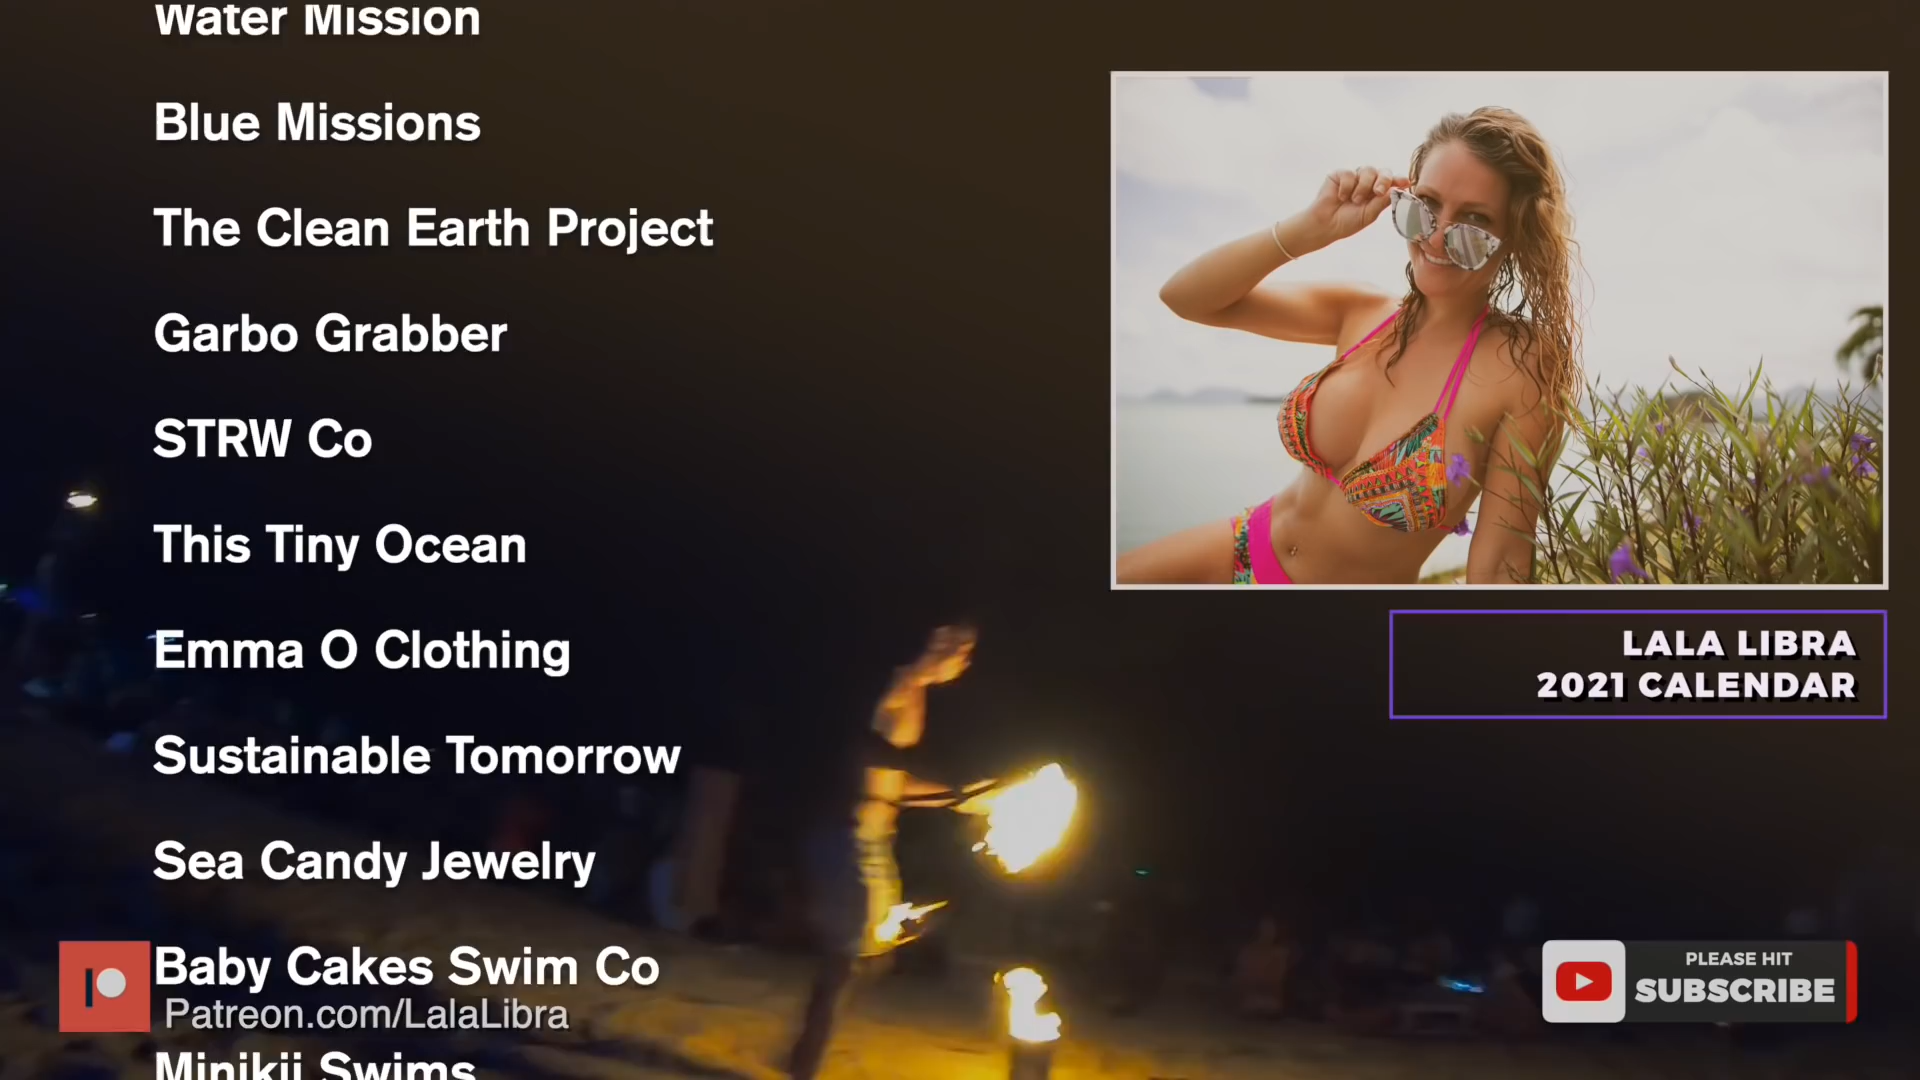 Water Mission
Blue Missions
The Clean Earth Project
Garbo Grabber
STRW Co
This Tiny Ocean
Emma O Clothing
Sustainable Tomorrow
Sea Candy Jewelry
Baby Cakes Swim Co
Patreon.com/LalaLibra
Minikii Swims
LALA LIBRA
2021 CALENDAR
PLEASE HIT
SUBSCRIBE